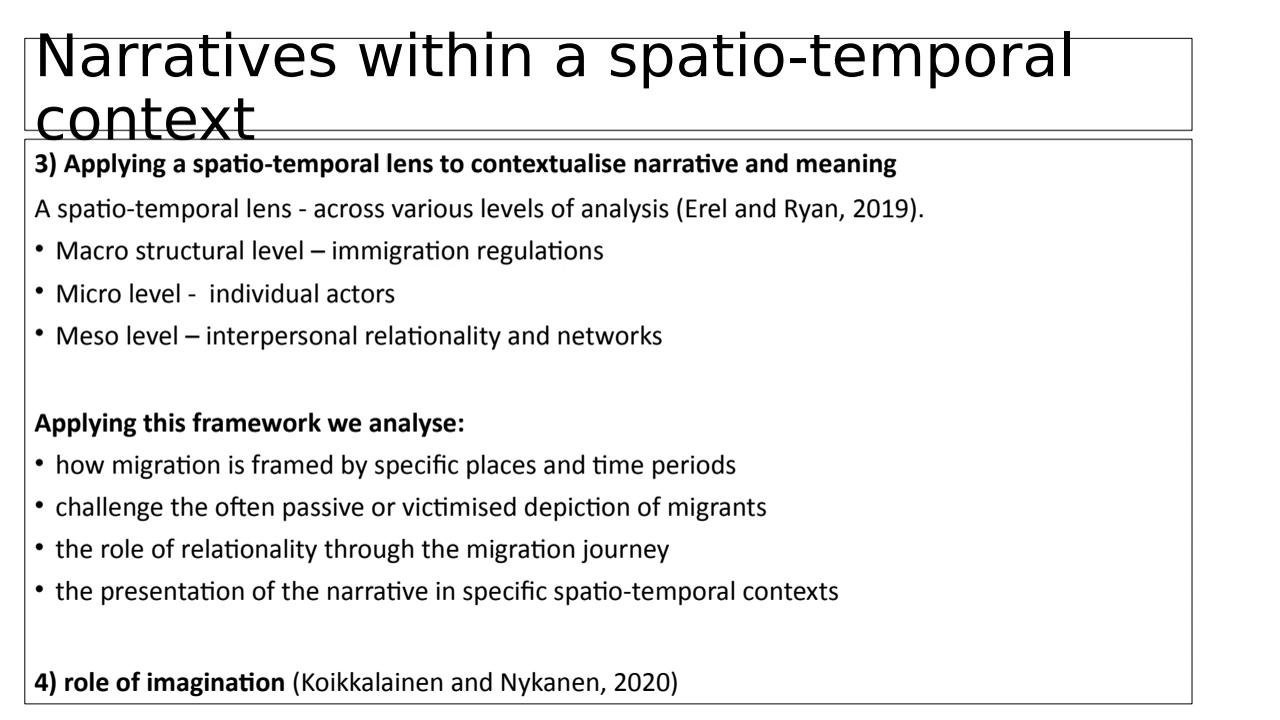 Narratives within a spatio-temporal
context
3) Applying a spatio-temporal lens to contextualise narrative and meaning
A spatio-temporal lens - across various levels of analysis (Erel and Ryan, 2019).
• Macro structural level – immigration regulations
• Micro level -  individual actors
• Meso level – interpersonal relationality and networks
Applying this framework we analyse:
• how migration is framed by specific places and time periods
• challenge the often passive or victimised depiction of migrants
• the role of relationality through the migration journey
• the presentation of the narrative in specific spatio-temporal contexts
4) role of imagination (Koikkalainen and Nykanen, 2020)